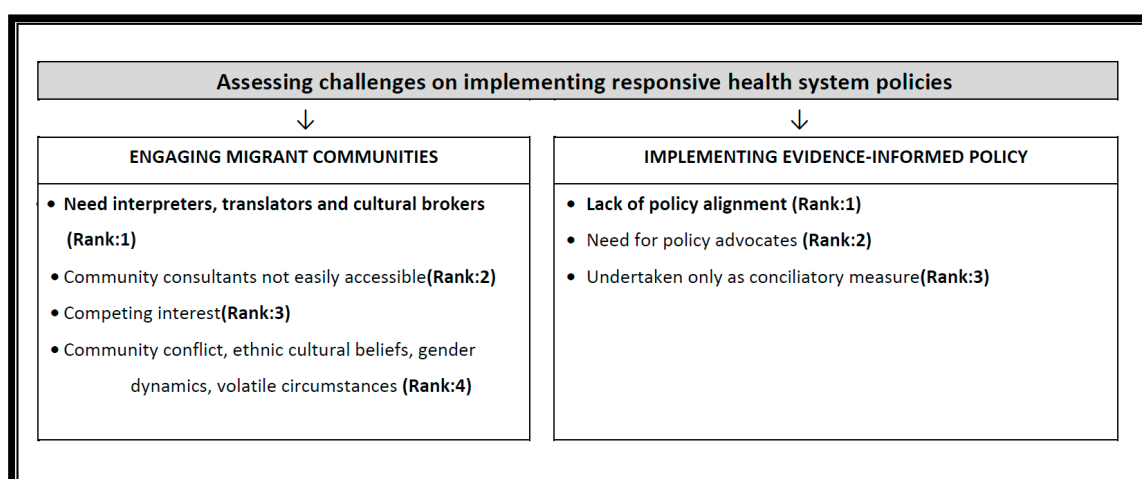 Assessing challenges on implementing responsive health system policies
↓
↓
ENGAGING MIGRANT COMMUNITIES
• Need interpreters, translators and cultural brokers
(Rank:1)
• Community consultants not easily accessible(Rank:2)
• Competing interest(Rank:3)
• Community conflict, ethnic cultural beliefs, gender
dynamics, volatile circumstances (Rank:4)
IMPLEMENTING EVIDENCE-INFORMED POLICY
• Lack of policy alignment (Rank:1)
• Need for policy advocates (Rank:2)
• Undertaken only as conciliatory measure(Rank:3)